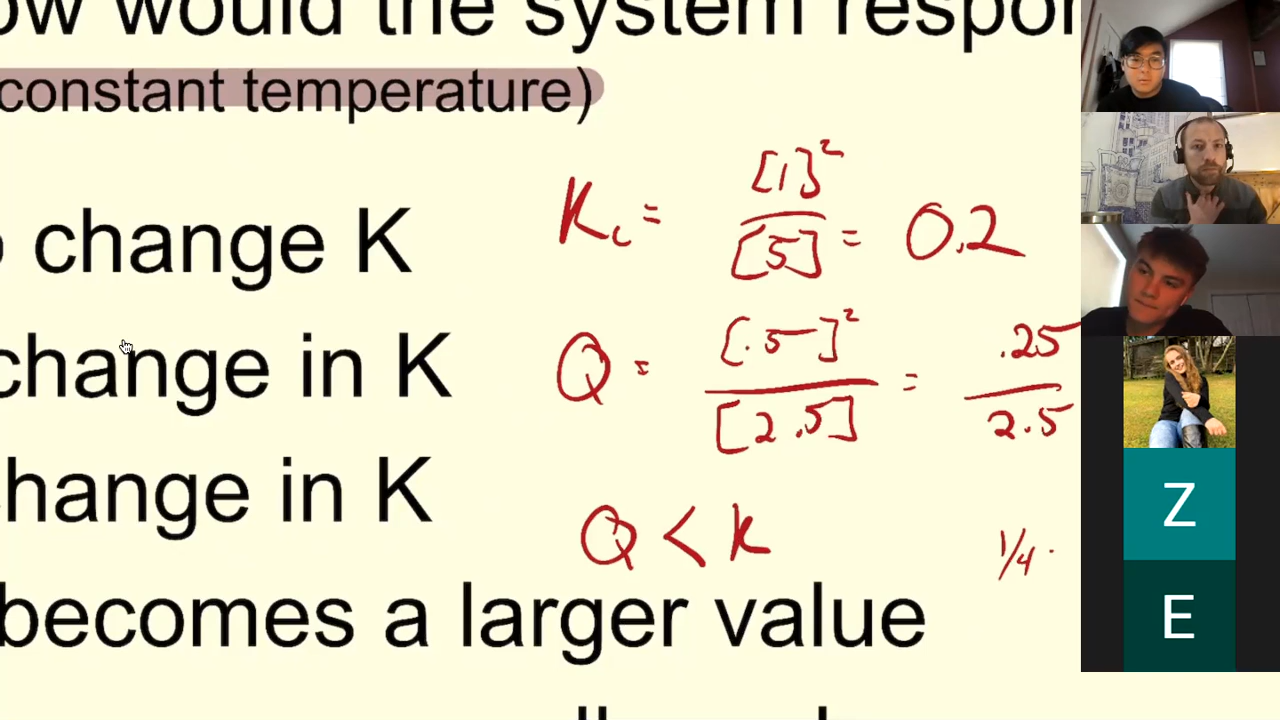 ow would the system respon
constant temperature)
change K
change in K
hange in K
becomes a larger value
Kc = [1]² / [5] = 0.2
Q = [.5]² / [2.5] = .25 / 2.5
Q < K
1/4 .
Z
E